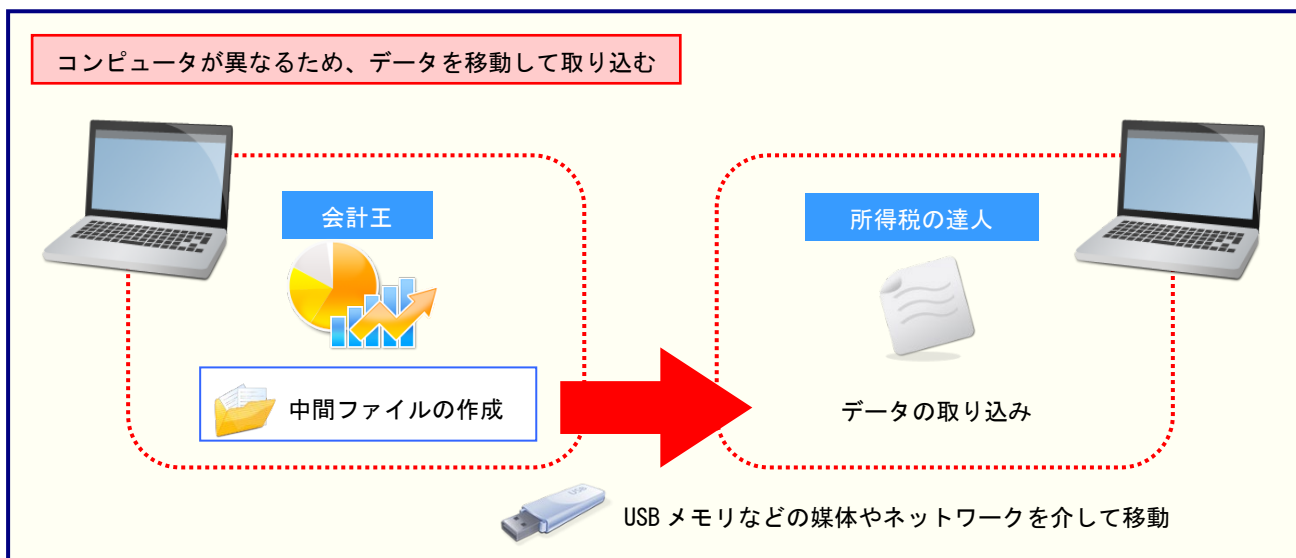 コンピュータが異なるため、データを移動して取り込む
会計王
所得税の達人
中間ファイルの作成
データの取り込み
USB
USB メモリなどの媒体やネットワークを介して移動